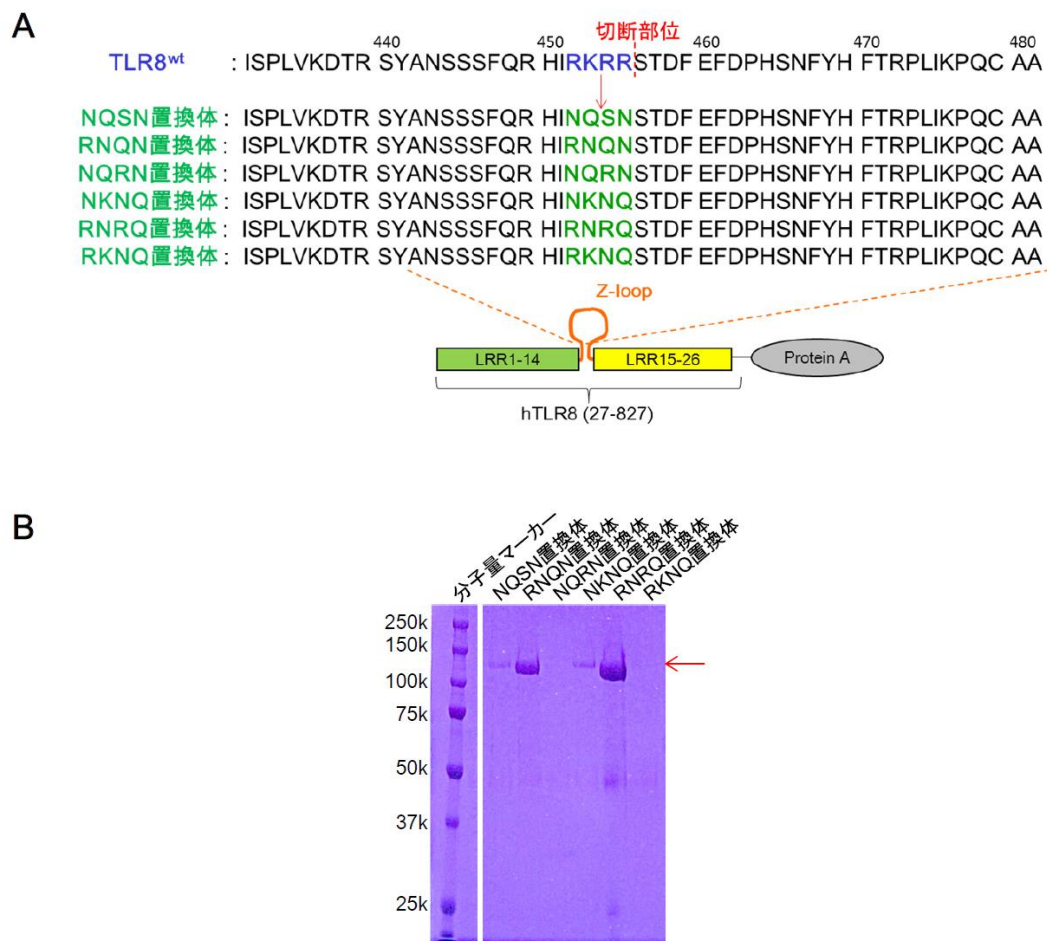 A
切断部位
440 450 460 470 480
TLR8wt : ISPLVKDTR SYANSSSFQR HIRKRRSTDF EFDPHSNFYH FTRPLIKPQC AA
NQSN置換体 : ISPLVKDTR SYANSSSFQR HINQSNSTDF EFDPHSNFYH FTRPLIKPQC AA
RNQN置換体 : ISPLVKDTR SYANSSSFQR HIRNQNSTDF EFDPHSNFYH FTRPLIKPQC AA
NQRN置換体 : ISPLVKDTR SYANSSSFQR HINQRNSTDF EFDPHSNFYH FTRPLIKPQC AA
NKNQ置換体 : ISPLVKDTR SYANSSSFQR HINKNQSTDF EFDPHSNFYH FTRPLIKPQC AA
RNRQ置換体 : ISPLVKDTR SYANSSSFQR HIRNRQSTDF EFDPHSNFYH FTRPLIKPQC AA
RKNQ置換体 : ISPLVKDTR SYANSSSFQR HIRKNQSTDF EFDPHSNFYH FTRPLIKPQC AA
Z-loop
LRR1-14 LRR15-26 Protein A
hTLR8 (27-827)
B
分子量マーカー
NQSN置換体
RNQN置換体
NQRN置換体
NKNQ置換体
RNRQ置換体
RKNQ置換体
250k
150k
100k
75k
50k
37k
25k